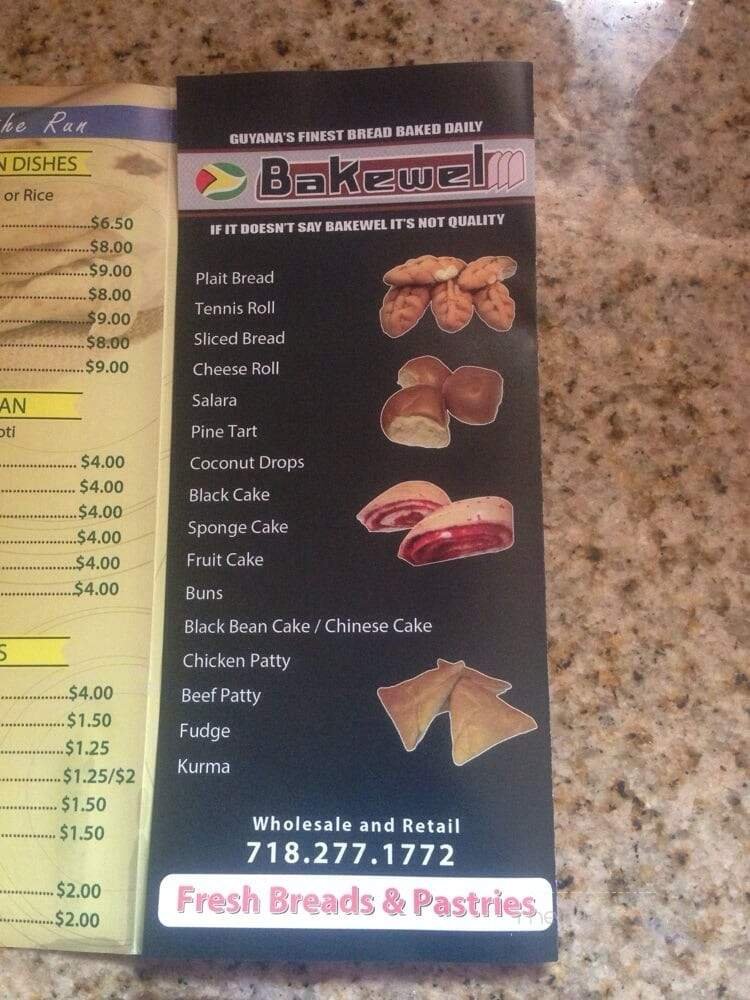 he Run
N DISHES
or Rice
$6.50
$8.00
$9.00
$8.00
$9.00
$8.00
$9.00
AN
oti
$4.00
$4.00
$4.00
$4.00
$4.00
$4.00
S
$4.00
$1.50
$1.25
$1.25/$2
$1.50
$1.50
$2.00
$2.00
GUYANA'S FINEST BREAD BAKED DAILY
Bakewel
IF IT DOESN'T SAY BAKEWEL IT'S NOT QUALITY
Plait Bread
Tennis Roll
Sliced Bread
Cheese Roll
Salara
Pine Tart
Coconut Drops
Black Cake
Sponge Cake
Fruit Cake
Buns
Black Bean Cake / Chinese Cake
Chicken Patty
Beef Patty
Fudge
Kurma
Wholesale and Retail
718.277.1772
Fresh Breads & Pastries